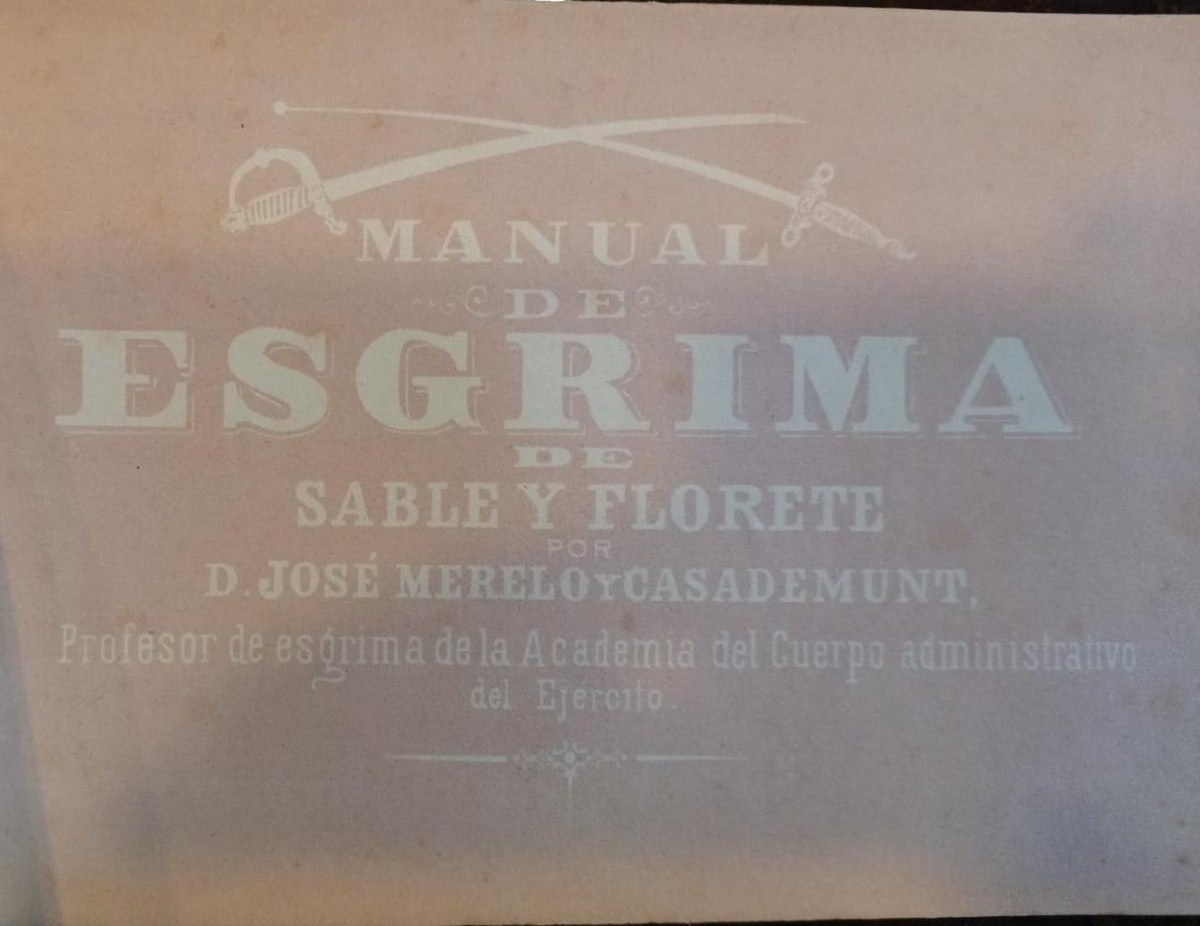 MANUAL
DE
ESGRIMA
DE
SABLE Y FLORETE
POR
D. JOSÉ MERELO Y CASADEMUNT,
Profesor de esgrima de la Academia del Cuerpo administrativo
del Ejército.